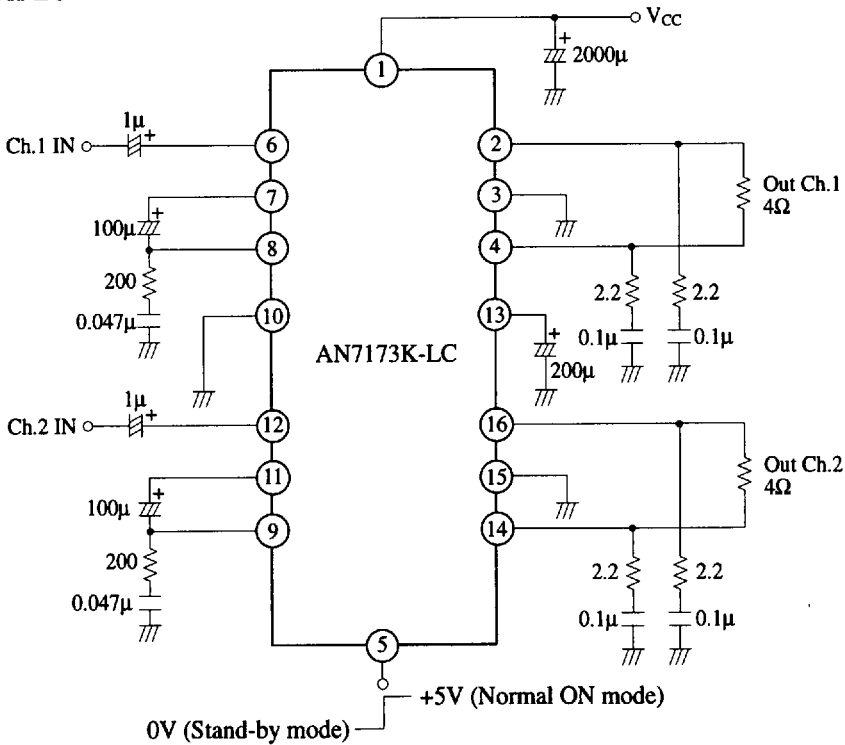 VCC
+
2000μ
1
1μ
+
Ch.1 IN
6
2
7
3
Out Ch.1
4Ω
+
100μ
8
4
200
0.047μ
2.2
2.2
0.1μ
0.1μ
10
13
+
200μ
AN7173K-LC
1μ
+
Ch.2 IN
12
16
11
15
Out Ch.2
4Ω
+
100μ
9
14
200
0.047μ
2.2
2.2
0.1μ
0.1μ
5
+5V (Normal ON mode)
0V (Stand-by mode)